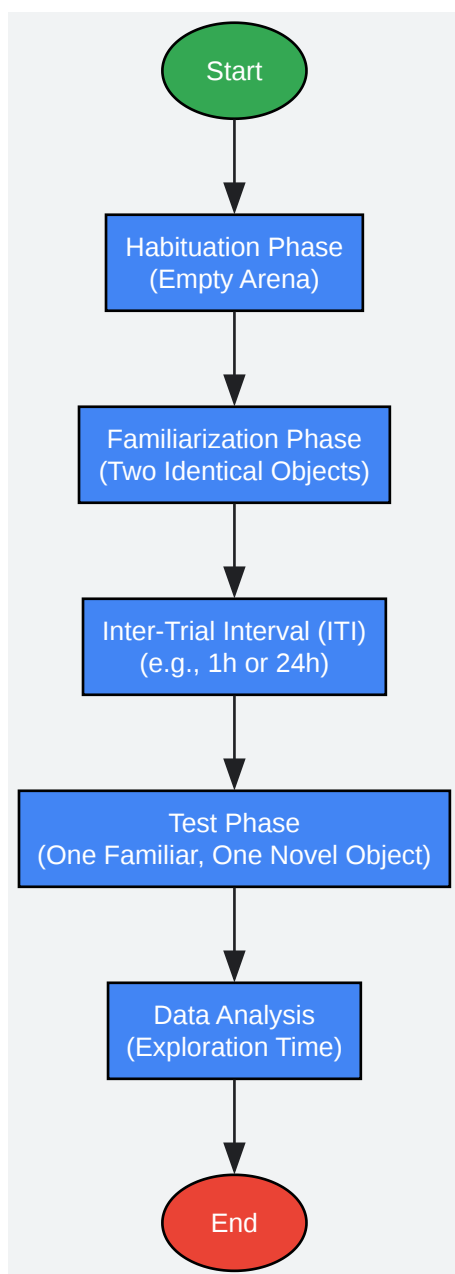 Start
Habituation Phase
(Empty Arena)
Familiarization Phase
(Two Identical Objects)
Inter-Trial Interval (ITI)
(e.g., 1h or 24h)
Test Phase
(One Familiar, One Novel Object)
Data Analysis
(Exploration Time)
End